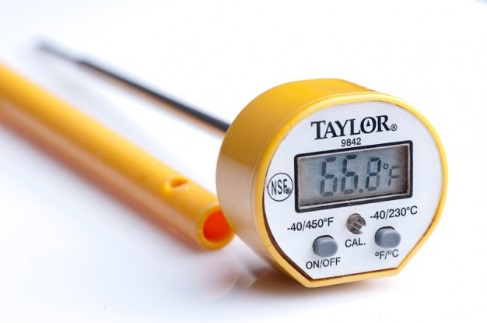 TAYLOR®
9842
66.8°F
NSF®
-40/450°F
-40/230°C
CAL.
ON/OFF
°F/°C